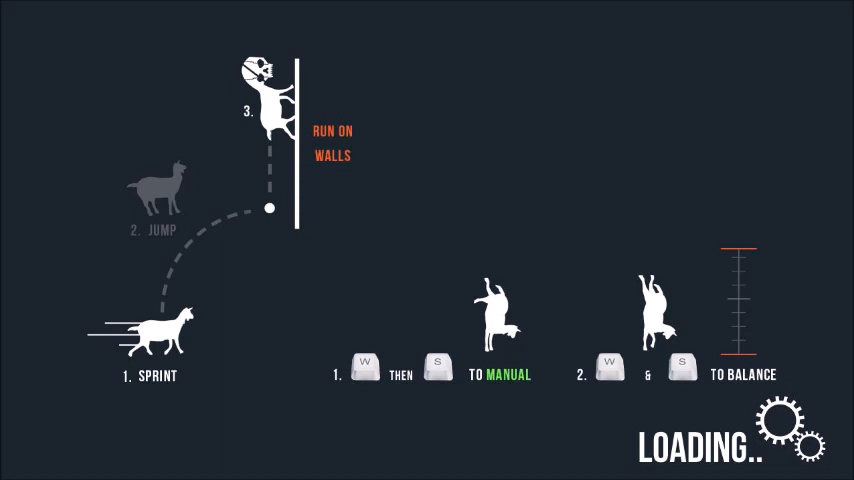 3.
RUN ON
WALLS
2. JUMP
1. SPRINT
1. W THEN S TO MANUAL
2. W & S TO BALANCE
LOADING..